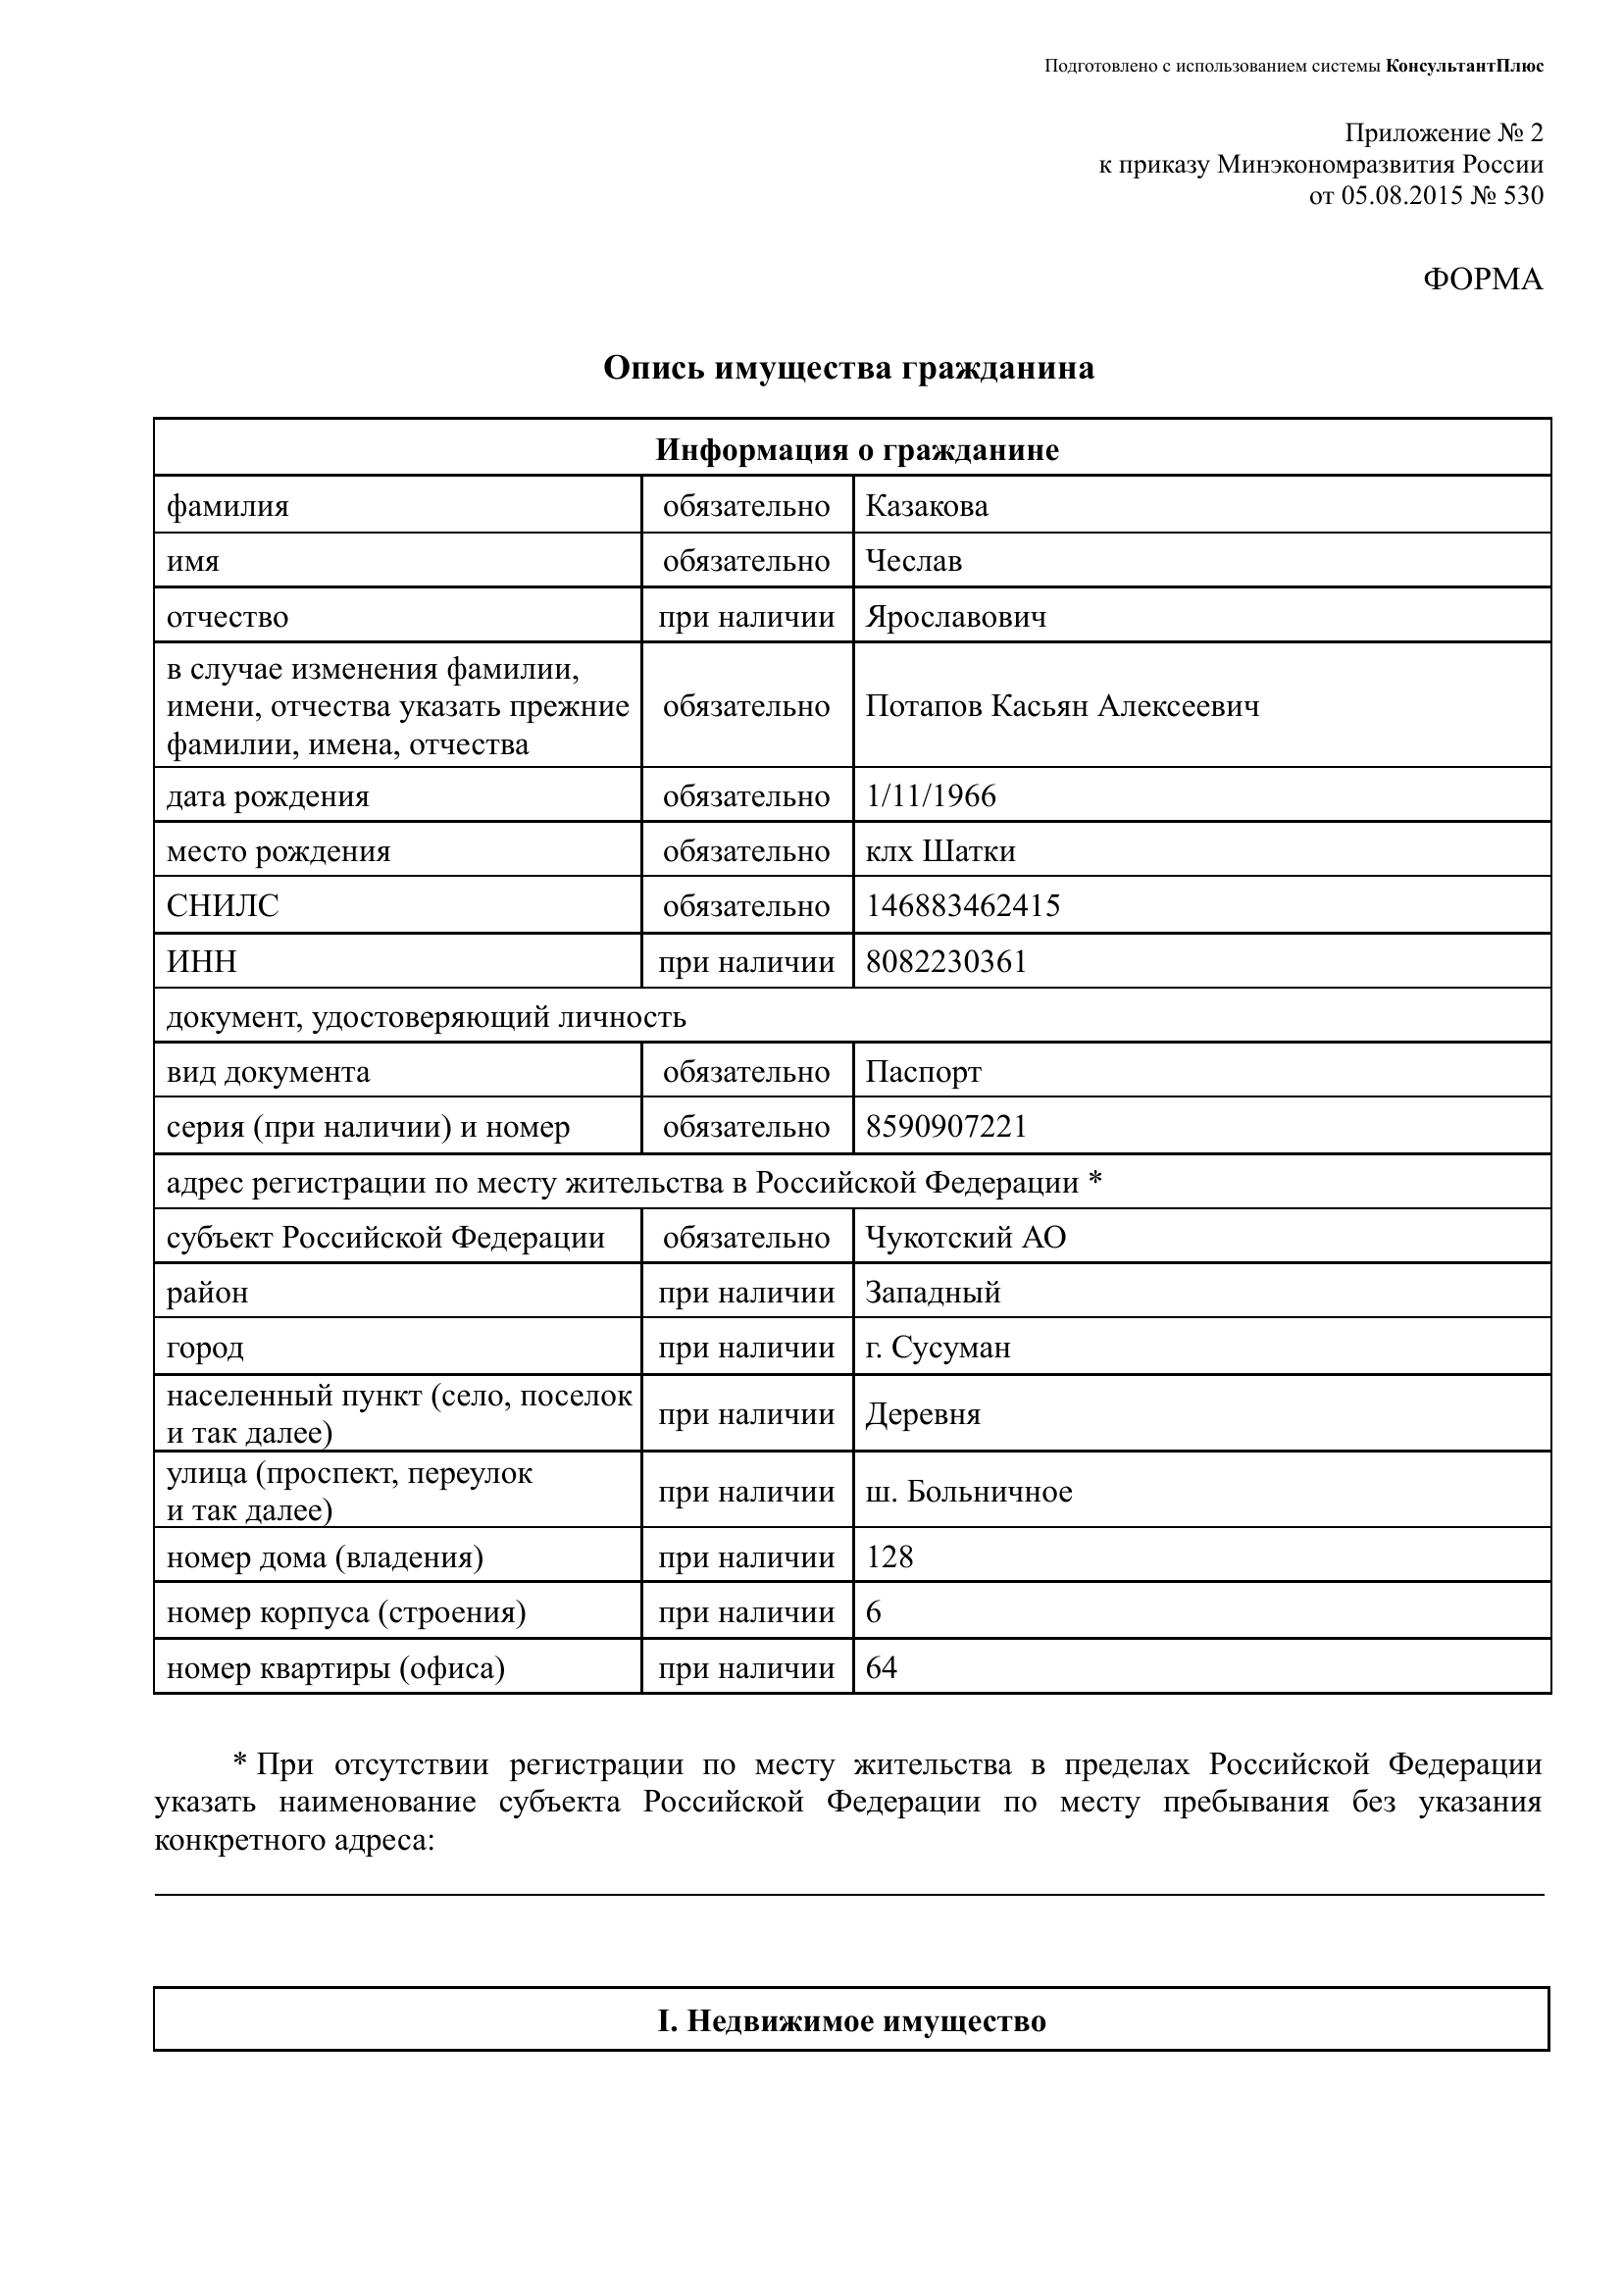 Подготовлено с использованием системы КонсультантПлюс
Приложение № 2
к приказу Минэкономразвития России
от 05.08.2015 № 530
ФОРМА
Опись имущества гражданина
Информация о гражданине
фамилия обязательно Казакова
имя обязательно Чеслав
отчество при наличии Ярославович
в случае изменения фамилии,
имени, отчества указать прежние
фамилии, имена, отчества
обязательно Потапов Касьян Алексеевич
дата рождения обязательно 1/11/1966
место рождения обязательно клх Шатки
СНИЛС обязательно 146883462415
ИНН при наличии 8082230361
документ, удостоверяющий личность
вид документа обязательно Паспорт
серия (при наличии) и номер обязательно 8590907221
адрес регистрации по месту жительства в Российской Федерации *
субъект Российской Федерации обязательно Чукотский АО
район при наличии Западный
город при наличии г. Сусуман
населенный пункт (село, поселок
и так далее)
при наличии Деревня
улица (проспект, переулок
и так далее)
при наличии ш. Больничное
номер дома (владения) при наличии 128
номер корпуса (строения) при наличии 6
номер квартиры (офиса) при наличии 64
* При отсутствии регистрации по месту жительства в пределах Российской Федерации
указать наименование субъекта Российской Федерации по месту пребывания без указания
конкретного адреса:
I. Недвижимое имущество